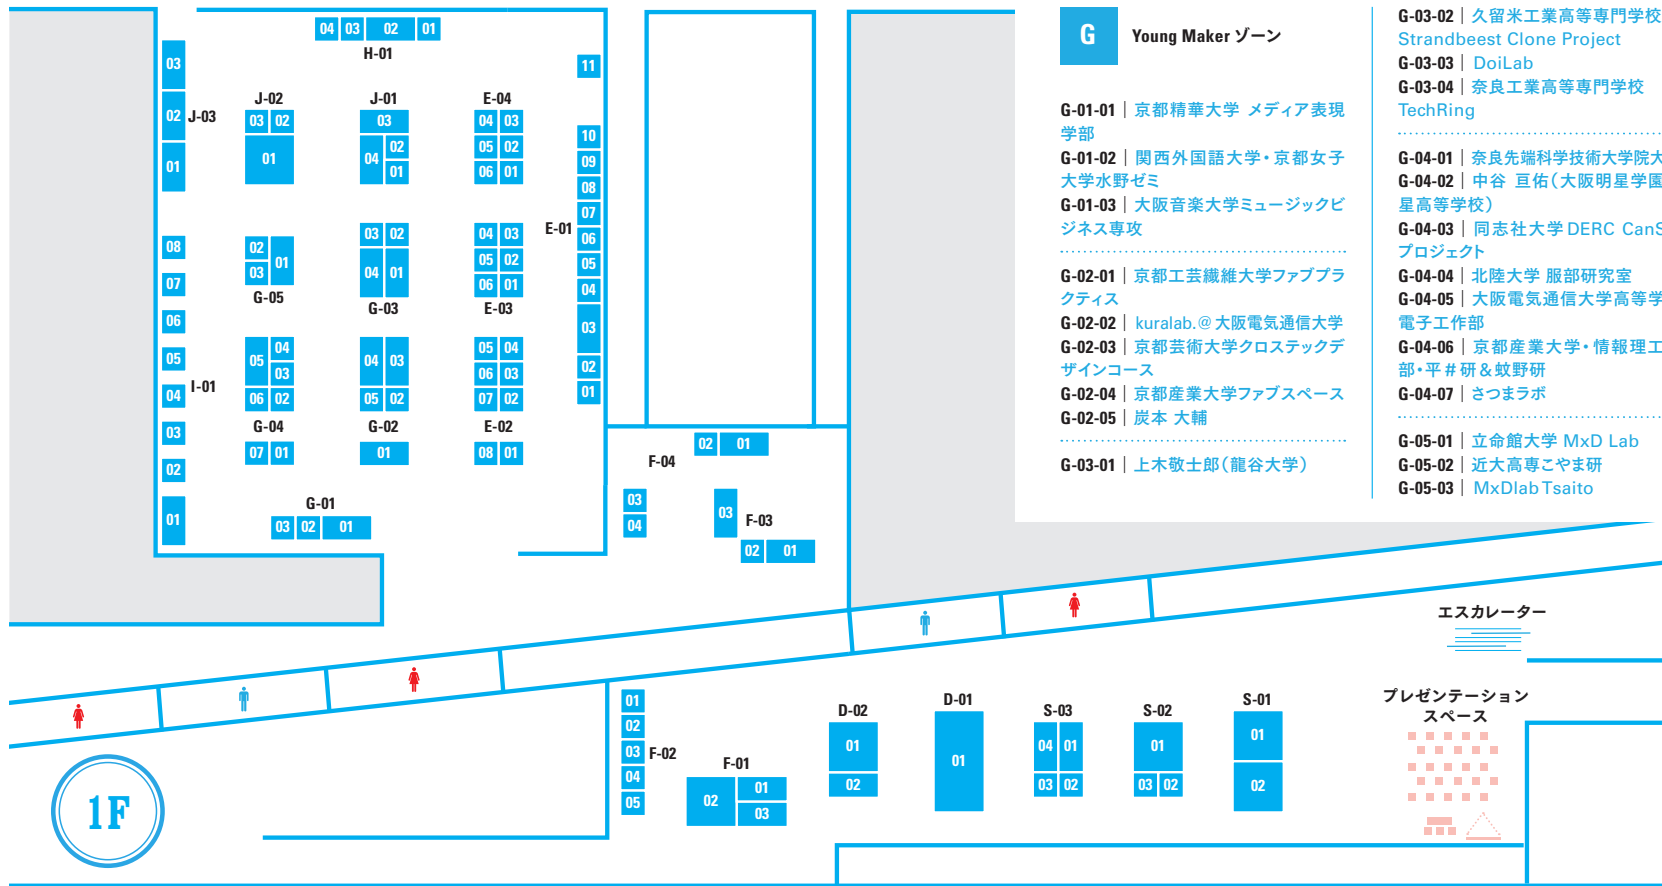 04 03 02 01
H-01
03
02
01
J-03
J-02
03 02
01
J-01
03
04
02
01
E-04
04 03
05 02
06 01
11
10
09
08
07
06
05
04
03
02
01
E-01
08
07
06
05
04
03
02
01
I-01
02
03
01
G-05
03 02
04 01
G-03
04 03
05 02
06 01
E-03
05
04
03
06 02
G-04
07 01
04 03
05 02
G-02
01
05 04
06 03
07 02
E-02
08 01
G-01
03 02 01
02 01
F-04
03
04
03
F-03
02 01
G
Young Maker ゾーン
G-01-01｜京都精華大学 メディア表現
学部
G-01-02｜関西外国語大学・京都女子
大学水野ゼミ
G-01-03｜大阪音楽大学ミュージックビ
ジネス専攻
G-02-01｜京都工芸繊維大学ファブプラ
クティス
G-02-02｜kuralab.@大阪電気通信大学
G-02-03｜京都芸術大学クロステックデ
ザインコース
G-02-04｜京都産業大学ファブスペース
G-02-05｜炭本 大輔
G-03-01｜上木敬士郎（龍谷大学）
G-03-02｜久留米工業高等専門学校
Strandbeest Clone Project
G-03-03｜DoiLab
G-03-04｜奈良工業高等専門学校
TechRing
G-04-01｜奈良先端科学技術大学院大
G-04-02｜中谷 亘佑（大阪明星学園
星高等学校）
G-04-03｜同志社大学DERC CanS
プロジェクト
G-04-04｜北陸大学 服部研究室
G-04-05｜大阪電気通信大学高等学
電子工作部
G-04-06｜京都産業大学・情報理工
部・平＃研＆蚊野研
G-04-07｜さつまラボ
G-05-01｜立命館大学 MxD Lab
G-05-02｜近大高専こやま研
G-05-03｜MxDlab Tsaito
エスカレーター
プレゼンテーション
スペース
1F
01
02
03
04
05
F-02
F-01
02
01
03
D-02
01
02
D-01
01
S-03
04 01
03 02
S-02
01
03 02
S-01
01
02